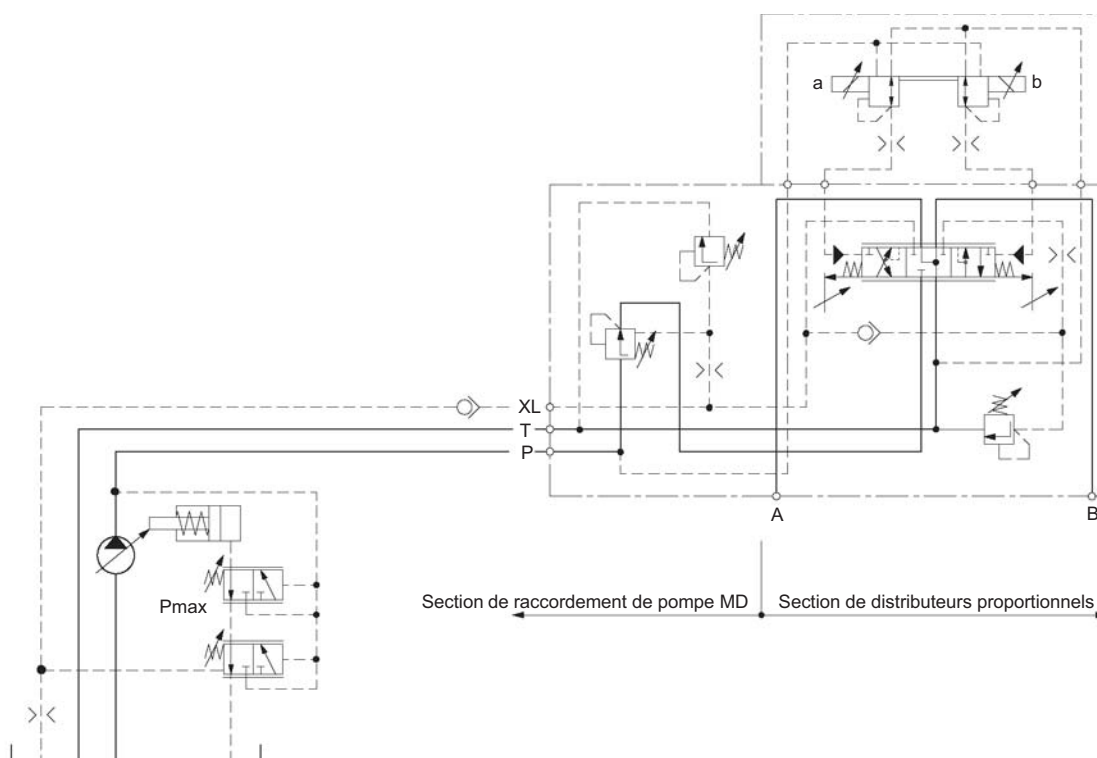 a
b
XL
T
P
A
B
Pmax
Section de raccordement de pompe MD
Section de distributeurs proportionnels